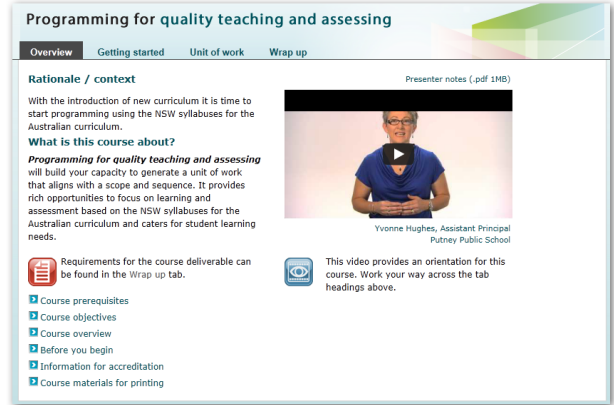 Programming for quality teaching and assessing
Overview
Getting started
Unit of work
Wrap up
Rationale / context
With the introduction of new curriculum it is time to
start programming using the NSW syllabuses for the
Australian curriculum.
What is this course about?
Programming for quality teaching and assessing
will build your capacity to generate a unit of work
that aligns with a scope and sequence. It provides
rich opportunities to focus on learning and
assessment based on the NSW syllabuses for the
Australian curriculum and caters for student learning
needs.
Requirements for the course deliverable can
be found in the Wrap up tab.
Course prerequisites
Course objectives
Course overview
Before you begin
Information for accreditation
Course materials for printing
Presenter notes (.pdf 1MB)
Yvonne Hughes, Assistant Principal
Putney Public School
This video provides an orientation for this
course. Work your way across the tab
headings above.